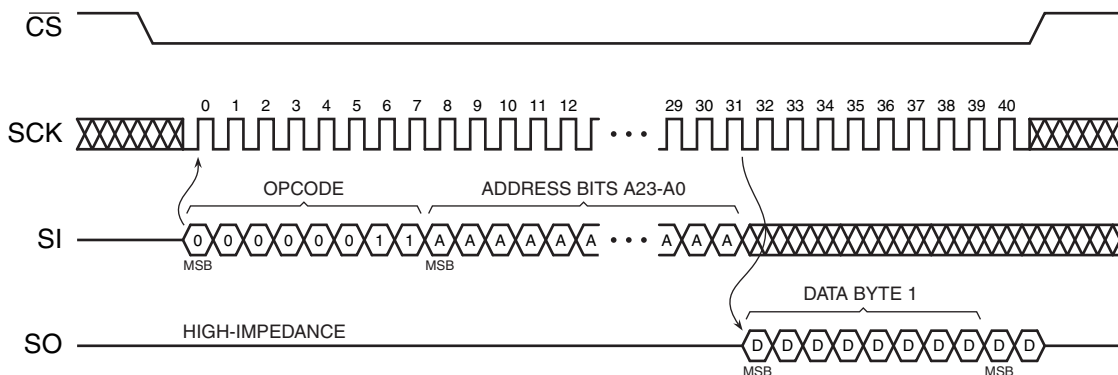 CS
0 1 2 3 4 5 6 7 8 9 10 11 12 29 30 31 32 33 34 35 36 37 38 39 40
SCK
OPCODE ADDRESS BITS A23-A0
SI 0 0 0 0 0 0 1 1 A A A A A A A A A
MSB MSB
DATA BYTE 1
HIGH-IMPEDANCE
SO D D D D D D D D D D
MSB MSB